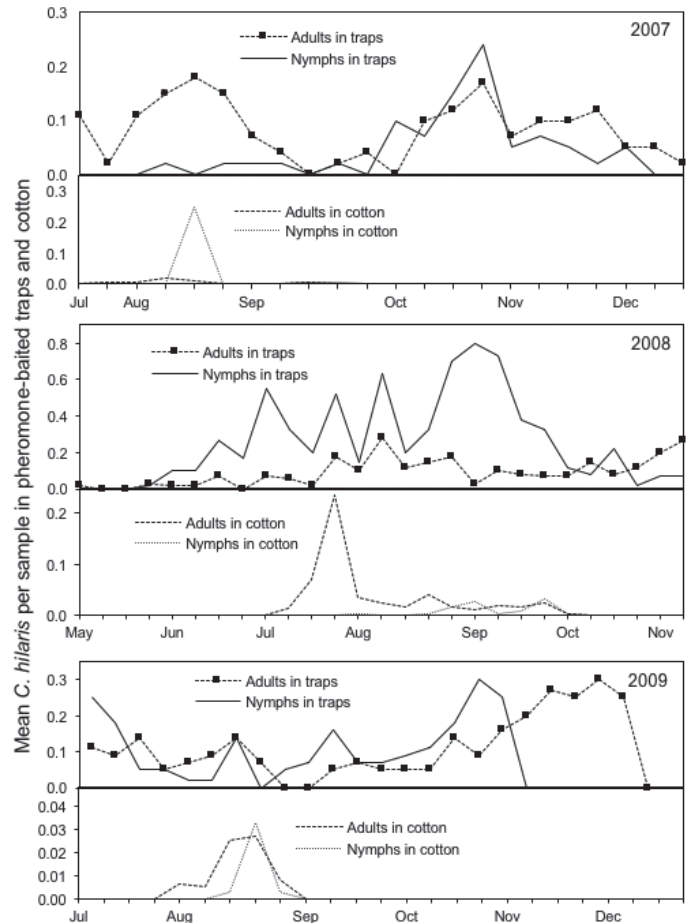 Mean C. hilaris per sample in pheromone-baited traps and cotton
0.3
0.2
0.1
0.0
Adults in traps
Nymphs in traps
2007
0.3
0.2
0.1
0.0
Adults in cotton
Nymphs in cotton
Jul Aug Sep Oct Nov Dec
0.8
0.6
0.4
0.2
0.0
Adults in traps
Nymphs in traps
2008
0.2
0.1
0.0
Adults in cotton
Nymphs in cotton
May Jun Jul Aug Sep Oct Nov
0.3
0.2
0.1
0.0
Adults in traps
Nymphs in traps
2009
0.04
0.03
0.02
0.01
0.00
Adults in cotton
Nymphs in cotton
Jul Aug Sep Oct Nov Dec